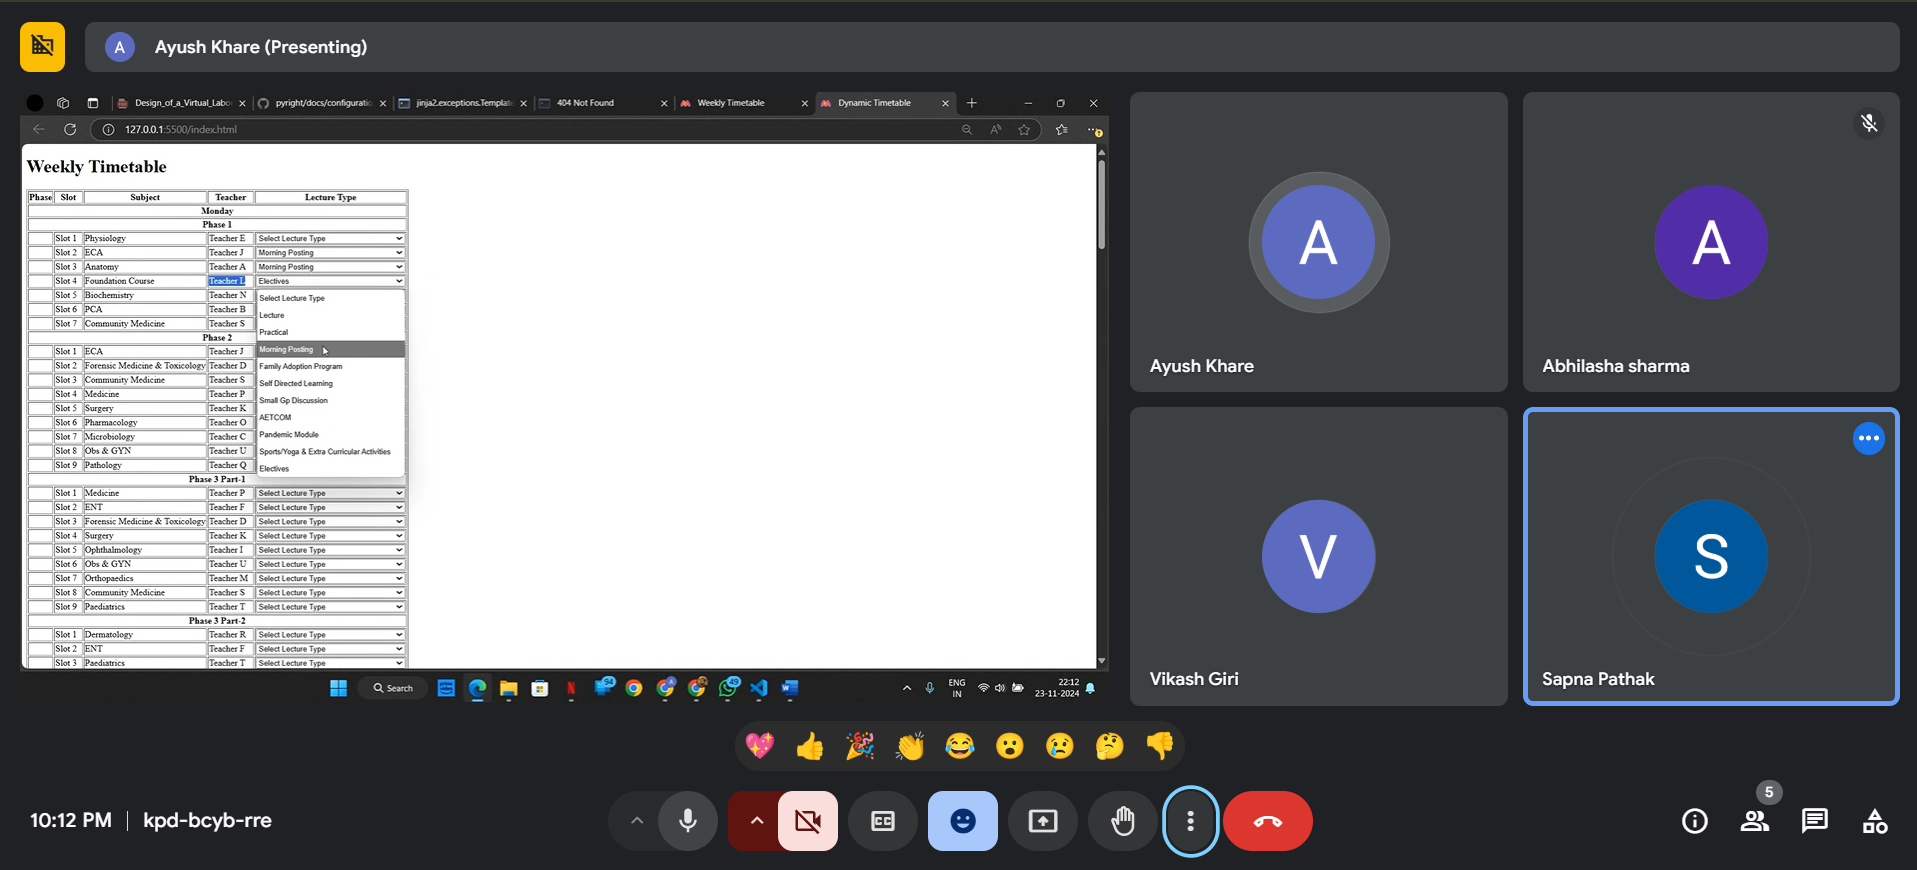 A Ayush Khare (Presenting)
Design_of_a_Virtual_Labo
pyright/docs/configuratio
jinja2.exceptions.Template
404 Not Found
Weekly Timetable
Dynamic Timetable
127.0.0.1:5500/index.html
Weekly Timetable
Phase Slot Subject Teacher Lecture Type
Monday
Phase 1
Slot 1 Physiology Teacher E Select Lecture Type
Slot 2 ECA Teacher J Morning Posting
Slot 3 Anatomy Teacher A Morning Posting
Slot 4 Foundation Course Teacher L Electives
Slot 5 Biochemistry Teacher N
Slot 6 PCA Teacher B
Slot 7 Community Medicine Teacher S
Select Lecture Type
Lecture
Practical
Morning Posting
Family Adoption Program
Self Directed Learning
Small Gp Discussion
AETCOM
Pandemic Module
Sports/Yoga & Extra Curricular Activities
Electives
Phase 2
Slot 1 ECA Teacher J
Slot 2 Forensic Medicine & Toxicology Teacher D
Slot 3 Community Medicine Teacher S
Slot 4 Medicine Teacher P
Slot 5 Surgery Teacher K
Slot 6 Pharmacology Teacher O
Slot 7 Microbiology Teacher C
Slot 8 Obs & GYN Teacher U
Slot 9 Pathology Teacher Q
Phase 3 Part-1
Slot 1 Medicine Teacher P Select Lecture Type
Slot 2 ENT Teacher F Select Lecture Type
Slot 3 Forensic Medicine & Toxicology Teacher D Select Lecture Type
Slot 4 Surgery Teacher K Select Lecture Type
Slot 5 Ophthalmology Teacher I Select Lecture Type
Slot 6 Obs & GYN Teacher U Select Lecture Type
Slot 7 Orthopaedics Teacher M Select Lecture Type
Slot 8 Community Medicine Teacher S Select Lecture Type
Slot 9 Paediatrics Teacher T Select Lecture Type
Phase 3 Part-2
Slot 1 Dermatology Teacher R Select Lecture Type
Slot 2 ENT Teacher F Select Lecture Type
Slot 3 Paediatrics Teacher T Select Lecture Type
Search
94
49
ENG
IN
22:12
23-11-2024
A
Ayush Khare
A
Abhilasha sharma
V
Vikash Giri
S
Sapna Pathak
10:12 PM | kpd-bcyb-rre
CC
5